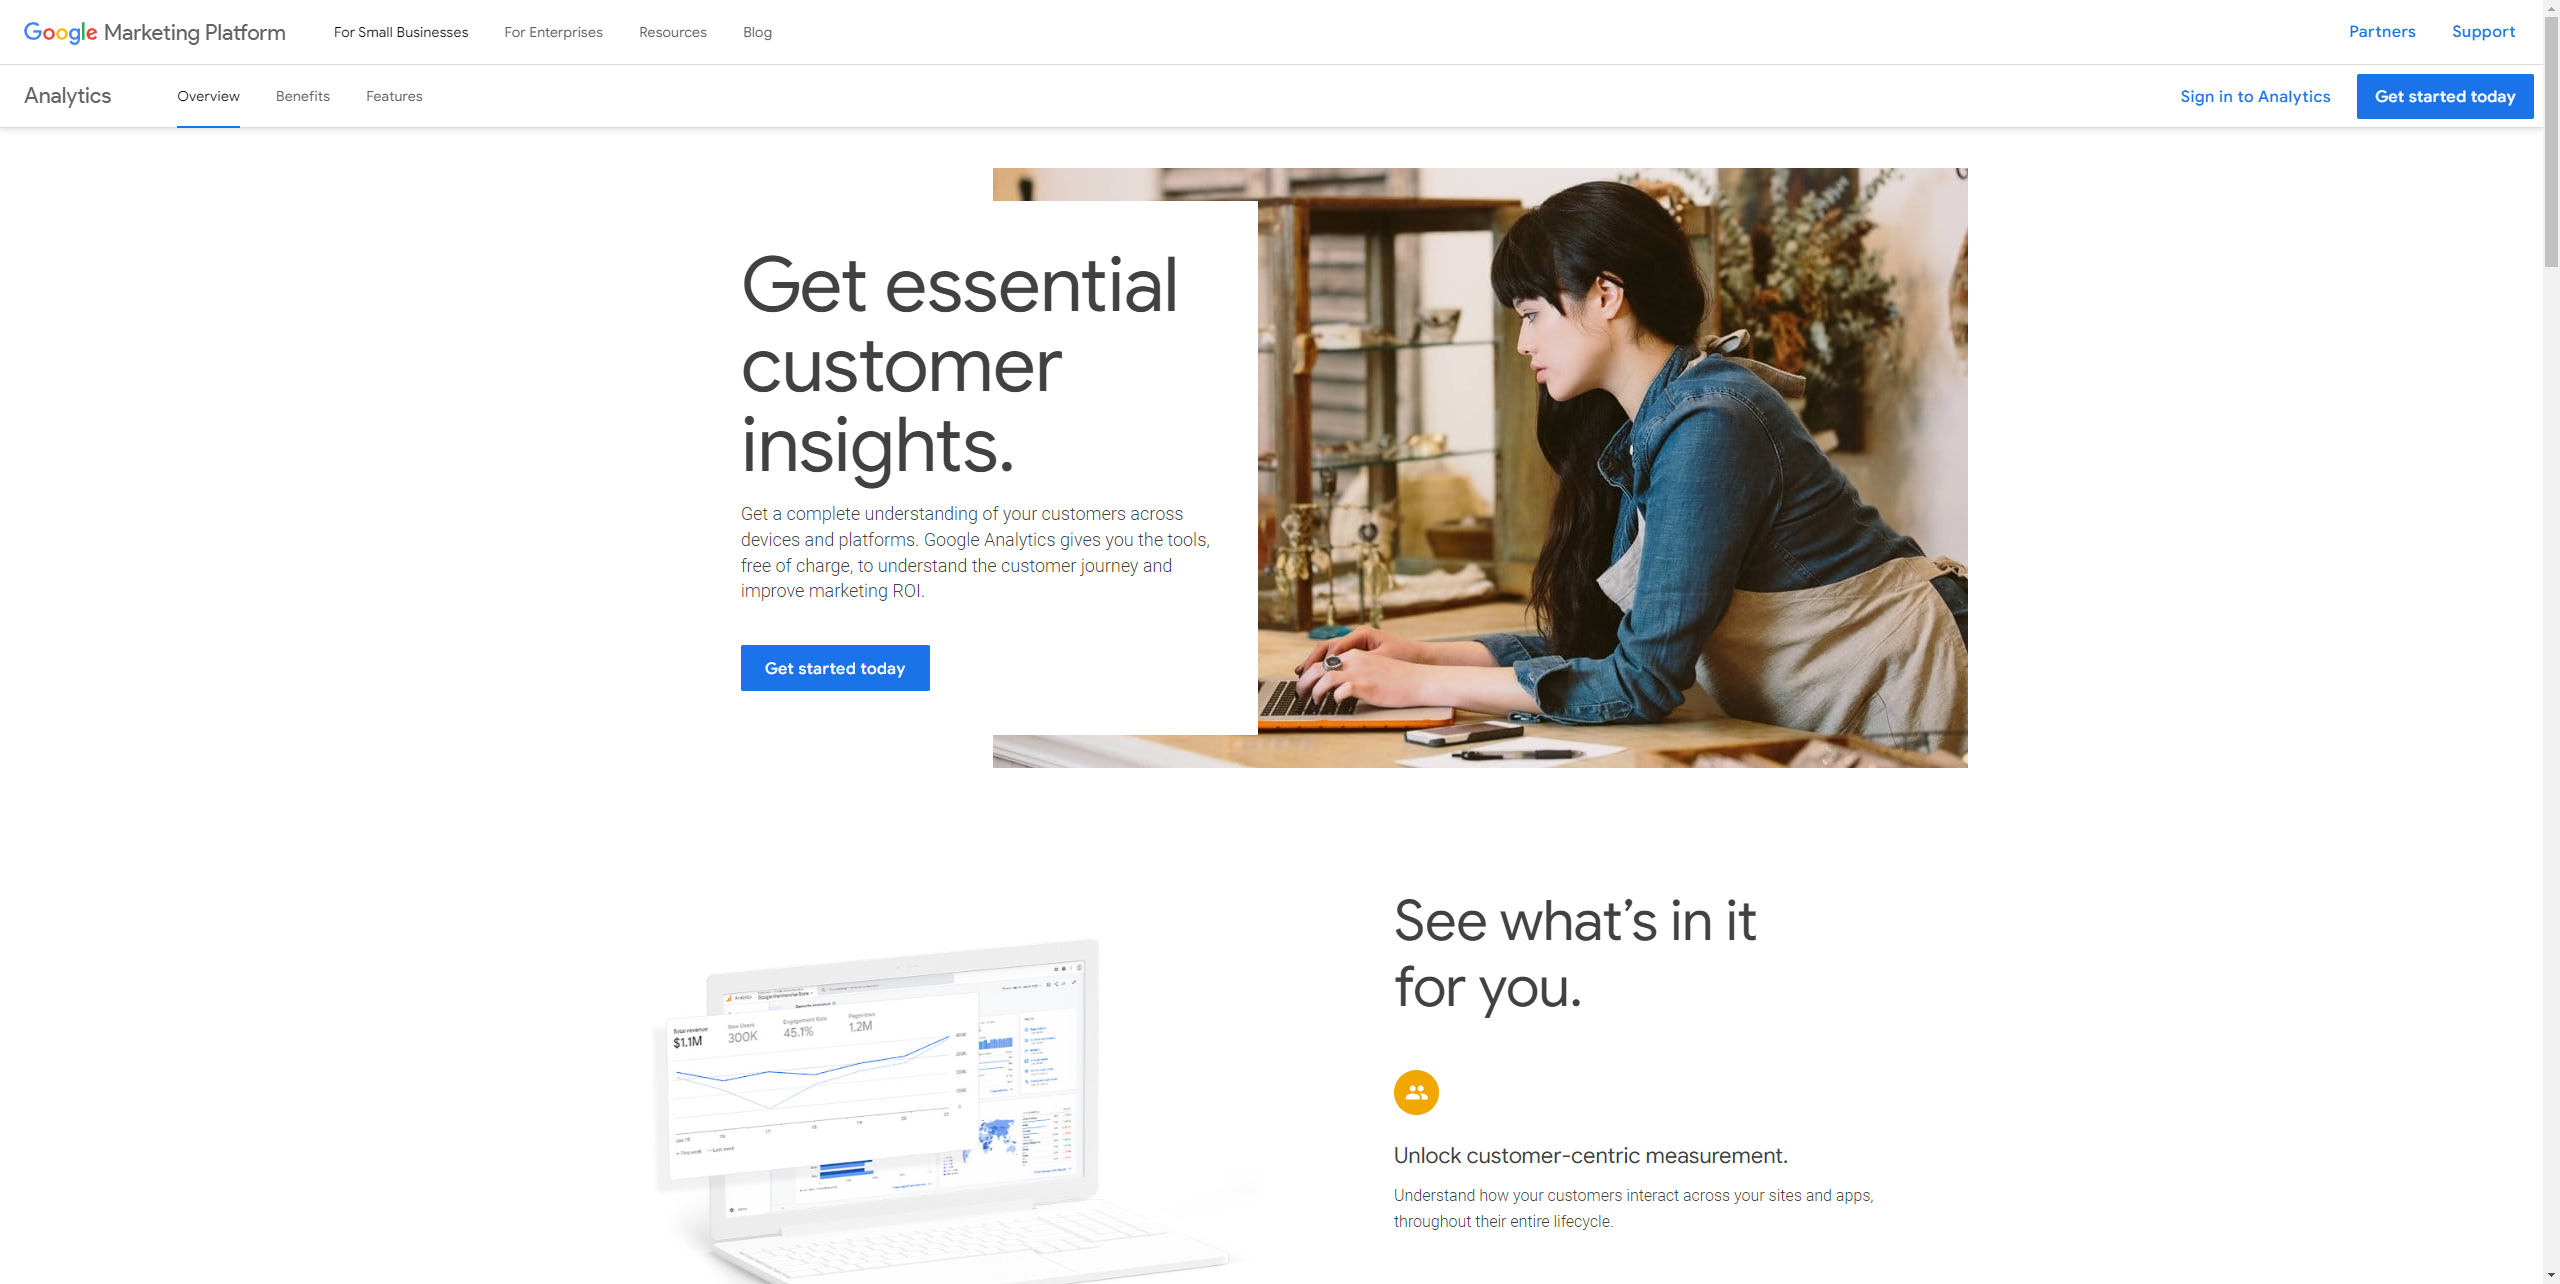 Google Marketing Platform
For Small Businesses
For Enterprises
Resources
Blog
Partners
Support
Analytics
Overview
Benefits
Features
Sign in to Analytics
Get started today
Get essential
customer
insights.
Get a complete understanding of your customers across
devices and platforms. Google Analytics gives you the tools,
free of charge, to understand the customer journey and
improve marketing ROI.
Get started today
See what’s in it
for you.
Analytics
Total revenue
$1.1M
New Users
300K
Engagement Rate
45.1%
Pageviews
1.2M
Unlock customer-centric measurement.
Understand how your customers interact across your sites and apps,
throughout their entire lifecycle.